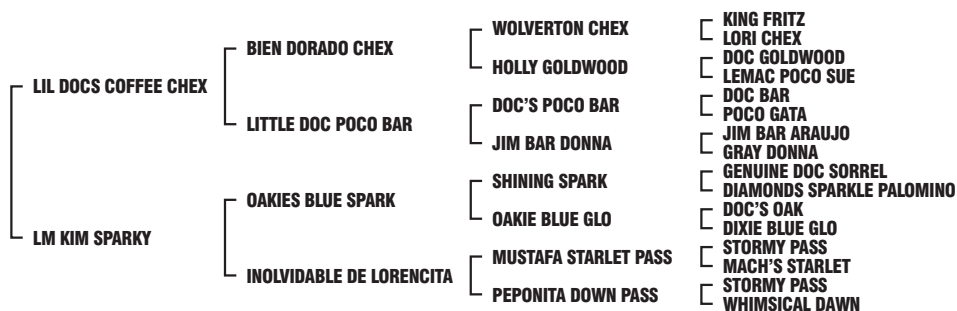 LIL DOCS COFFEE CHEX
BIEN DORADO CHEX
WOLVERTON CHEX
KING FRITZ
LORI CHEX
HOLLY GOLDWOOD
DOC GOLDWOOD
LEMAC POCO SUE
LITTLE DOC POCO BAR
DOC'S POCO BAR
DOC BAR
POCO GATA
JIM BAR DONNA
JIM BAR ARAUJO
GRAY DONNA
LM KIM SPARKY
OAKIES BLUE SPARK
SHINING SPARK
GENUINE DOC SORREL
DIAMONDS SPARKLE PALOMINO
OAKIE BLUE GLO
DOC'S OAK
DIXIE BLUE GLO
INOLVIDABLE DE LORENCITA
MUSTAFA STARLET PASS
STORMY PASS
MACH'S STARLET
PEPONITA DOWN PASS
STORMY PASS
WHIMSICAL DAWN